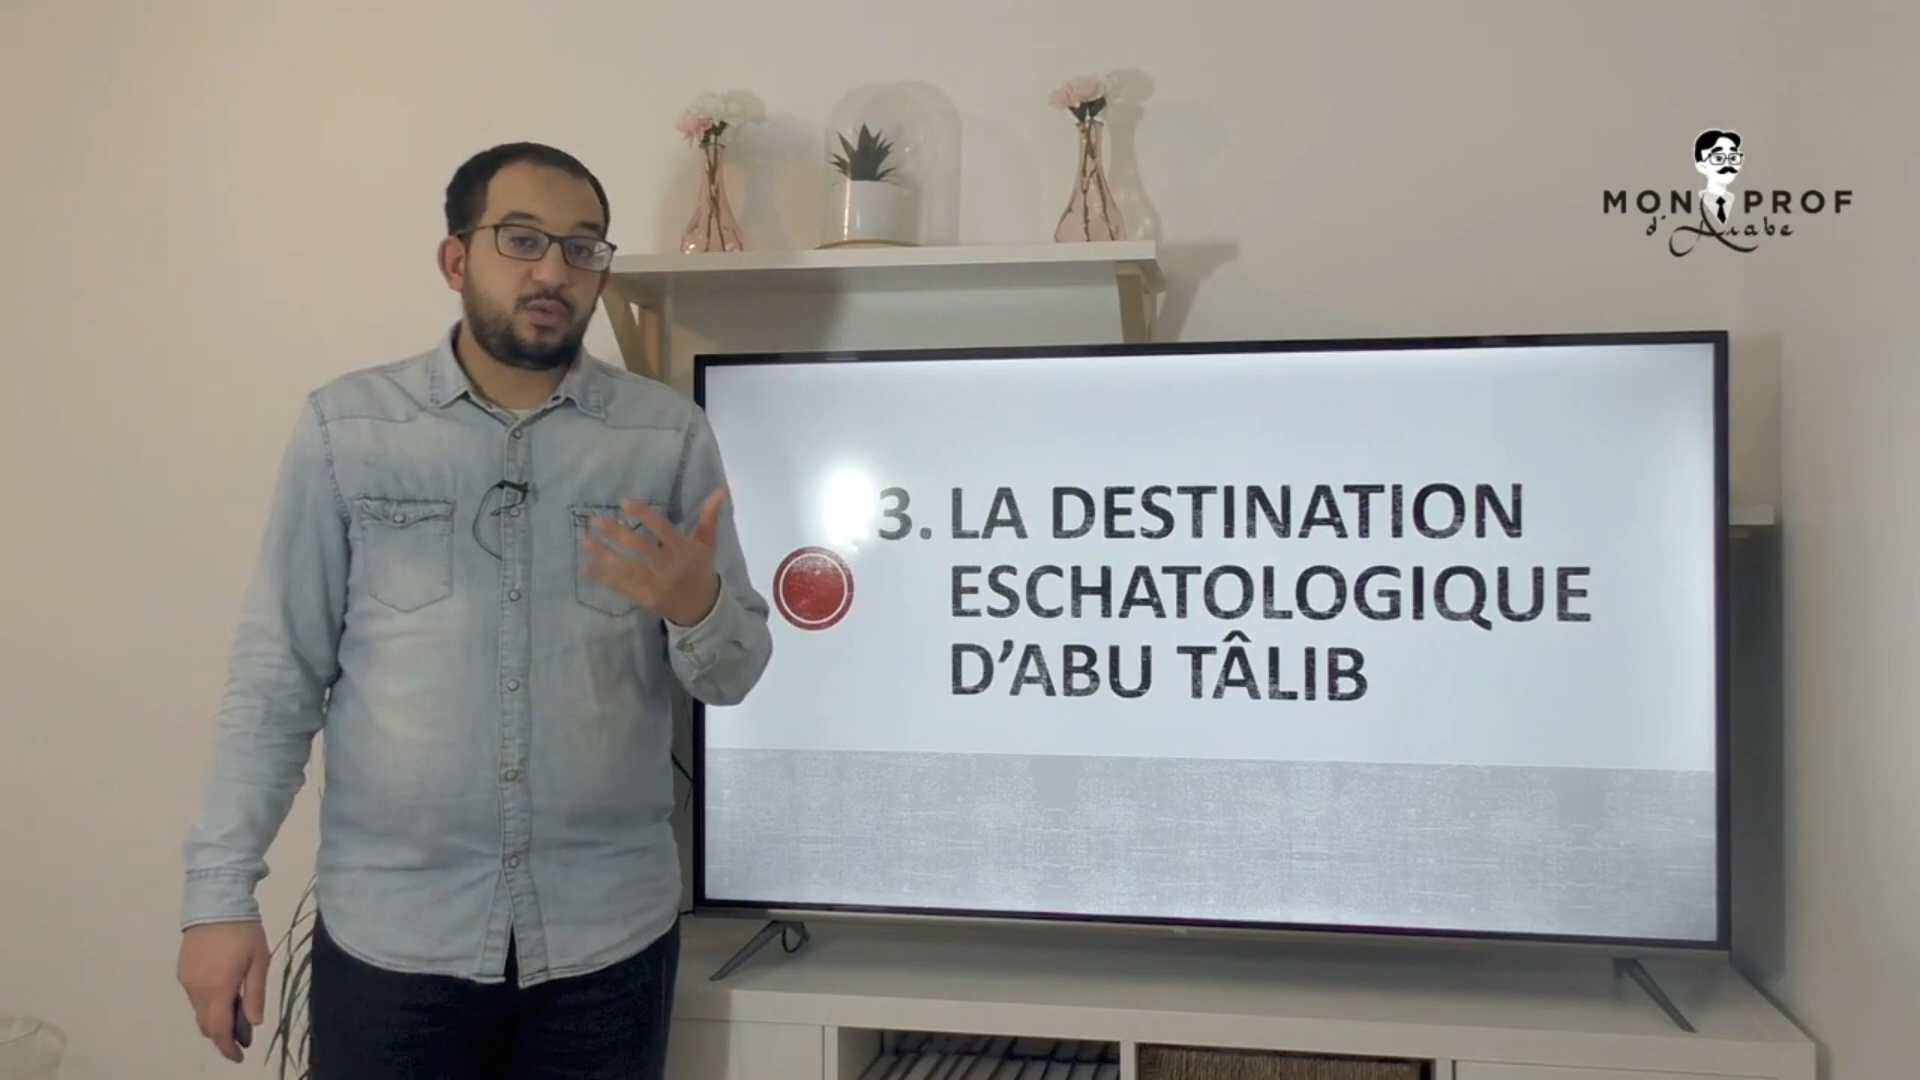 MON PROF
d'Arabe
3. LA DESTINATION
ESCHATOLOGIQUE
D'ABU TÂLIB